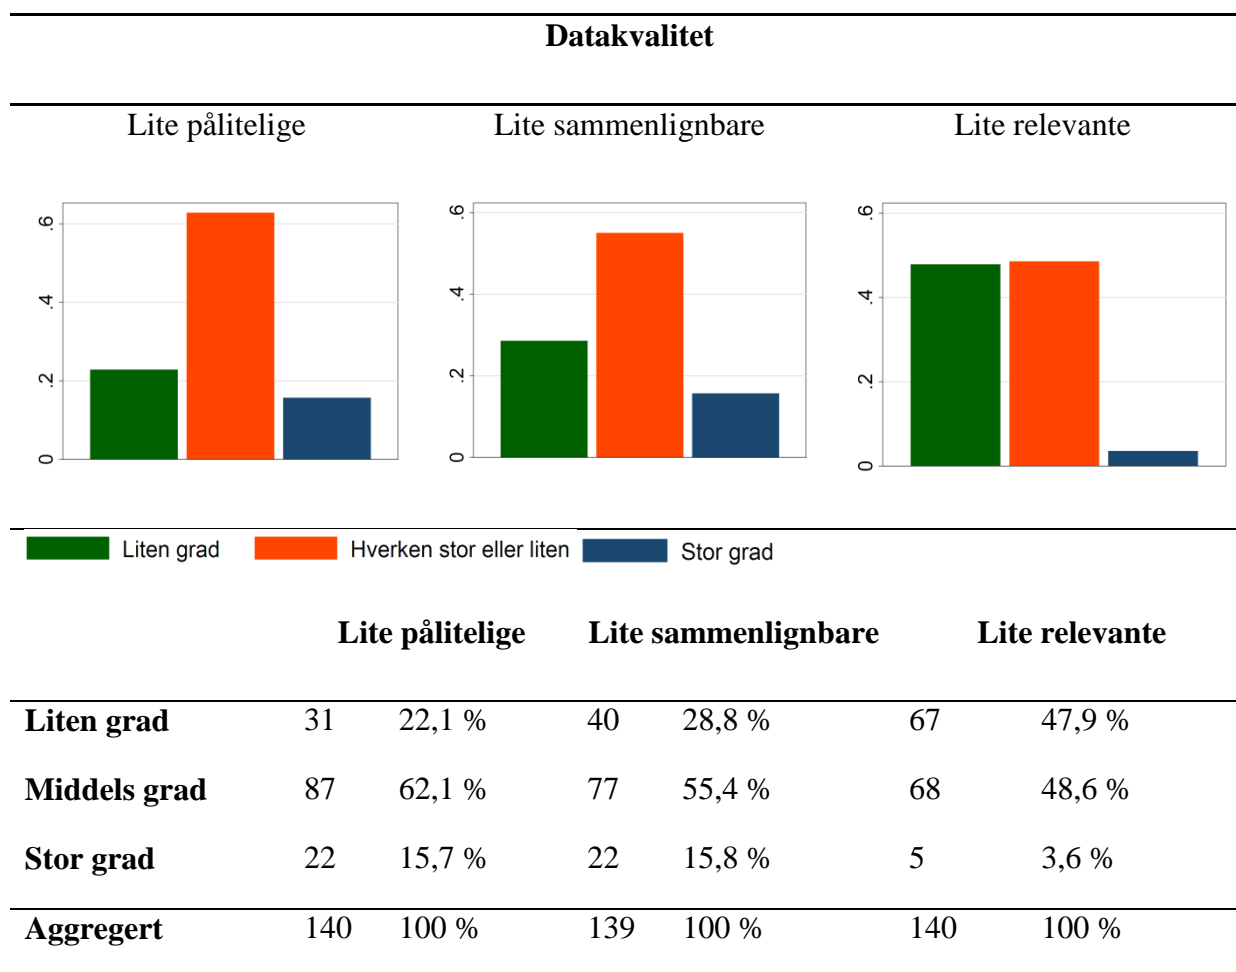 Datakvalitet
Lite pålitelige Lite sammenlignbare Lite relevante
.6
.4
.2
0
.6
.4
.2
0
.6
.4
.2
0
Liten grad Hverken stor eller liten Stor grad
Lite pålitelige Lite sammenlignbare Lite relevante
Liten grad 31 22,1 % 40 28,8 % 67 47,9 %
Middels grad 87 62,1 % 77 55,4 % 68 48,6 %
Stor grad 22 15,7 % 22 15,8 % 5 3,6 %
Aggregert 140 100 % 139 100 % 140 100 %